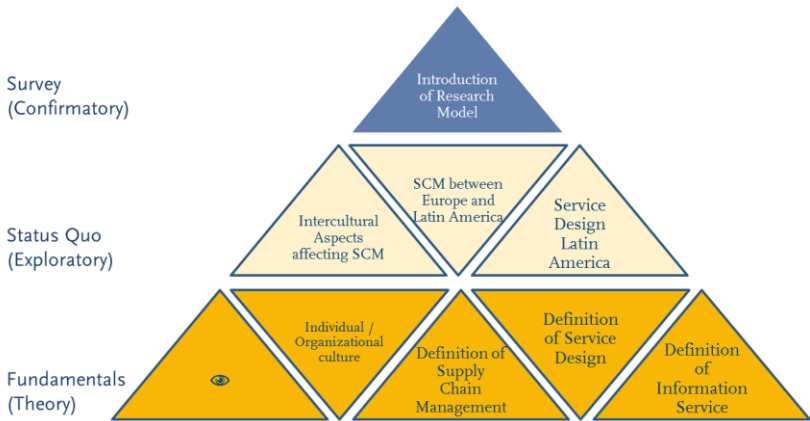 Survey
(Confirmatory)
Introduction
of Research
Model
Status Quo
(Exploratory)
Intercultural
Aspects
affecting SCM
SCM between
Europe and
Latin America
Service
Design
Latin
America
Fundamentals
(Theory)
Individual /
Organizational
culture
Definition of
Supply
Chain
Management
Definition
of Service
Design
Definition
of
Information
Service